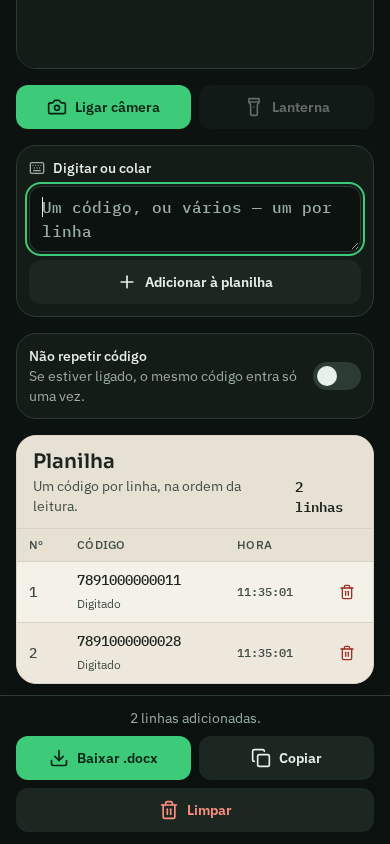 Ligar câmera
Lanterna
Digitar ou colar
Um código, ou vários — um por
linha
Adicionar à planilha
Não repetir código
Se estiver ligado, o mesmo código entra só
uma vez.
Planilha
Um código por linha, na ordem da
leitura.
2
linhas
Nº CÓDIGO HORA
1 7891000000011 11:35:01
Digitado
2 7891000000028 11:35:01
Digitado
2 linhas adicionadas.
Baixar .docx
Copiar
Limpar